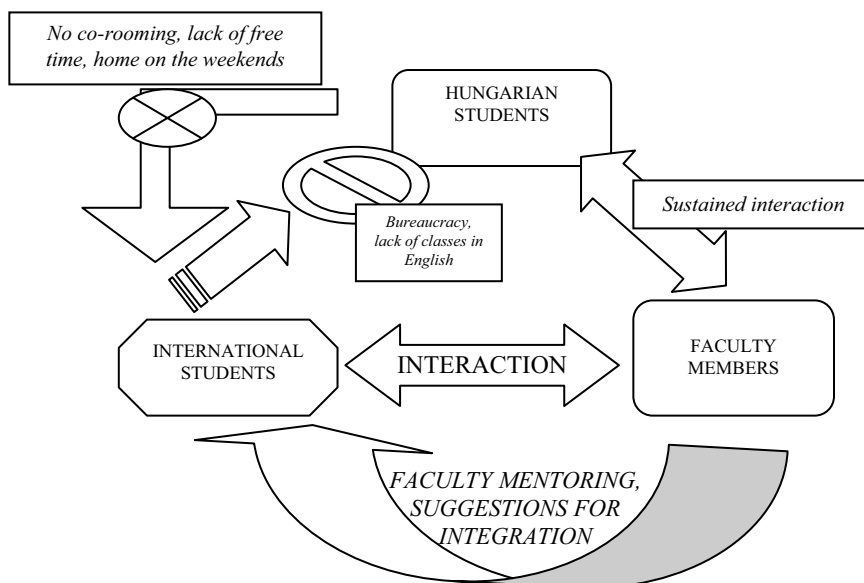 No co-rooming, lack of free
time, home on the weekends
HUNGARIAN
STUDENTS
Sustained interaction
Bureaucracy,
lack of classes in
English
INTERNATIONAL
STUDENTS
INTERACTION
FACULTY
MEMBERS
FACULTY MENTORING,
SUGGESTIONS FOR
INTEGRATION